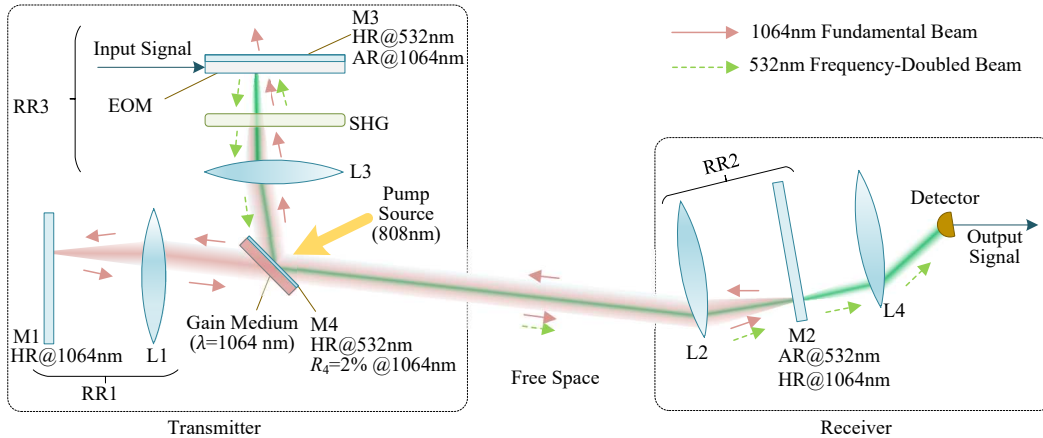 M3
HR@532nm
AR@1064nm
Input Signal
EOM
RR3
SHG
L3
Pump
Source
(808nm)
1064nm Fundamental Beam
532nm Frequency-Doubled Beam
RR2
Detector
Output
Signal
L4
M1
HR@1064nm
L1
RR1
Gain Medium
(λ=1064 nm)
M4
HR@532nm
R4=2% @1064nm
L2
M2
AR@532nm
HR@1064nm
Free Space
Transmitter
Receiver